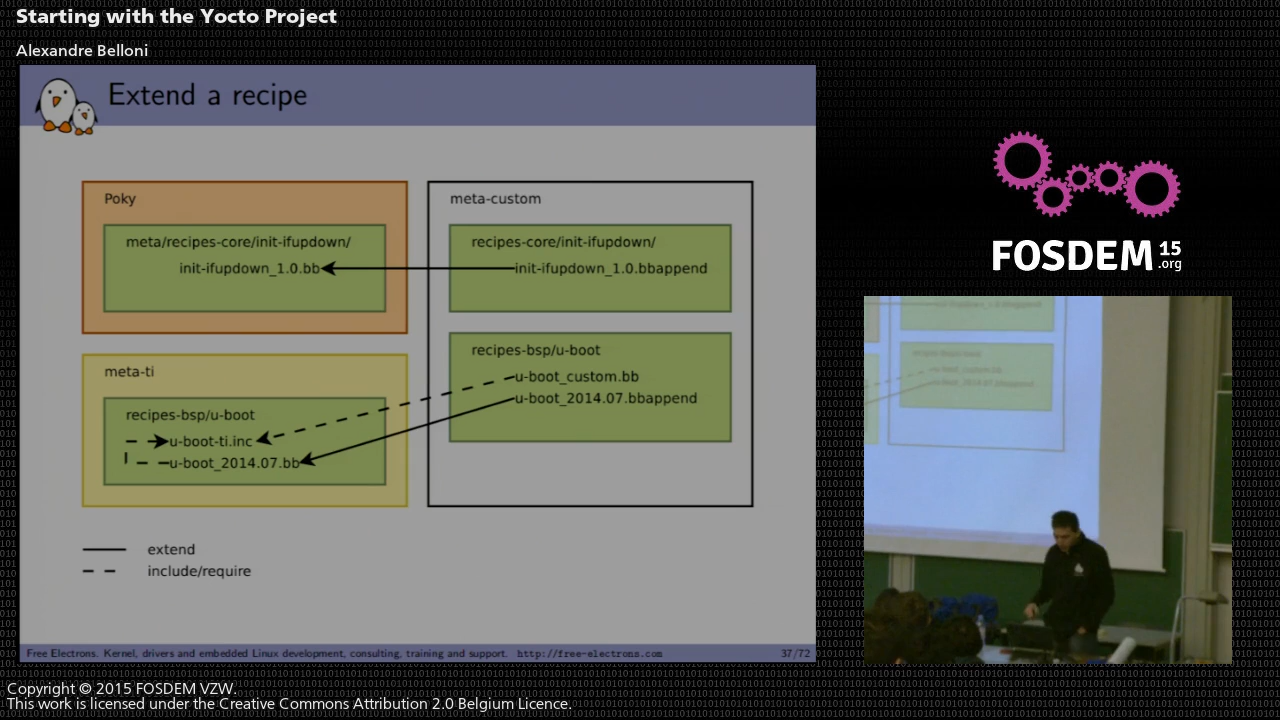 Starting with the Yocto Project
Alexandre Belloni
Extend a recipe
Poky
meta/recipes-core/init-ifupdown/
init-ifupdown_1.0.bb
meta-custom
recipes-core/init-ifupdown/
init-ifupdown_1.0.bbappend
recipes-bsp/u-boot
u-boot_custom.bb
u-boot_2014.07.bbappend
meta-ti
recipes-bsp/u-boot
u-boot-ti.inc
u-boot_2014.07.bb
extend
include/require
Free Electrons. Kernel, drivers and embedded Linux development, consulting, training and support. http://free-electrons.com 37/72
FOSDEM 15 .org
Copyright © 2015 FOSDEM VZW.
This work is licensed under the Creative Commons Attribution 2.0 Belgium Licence.